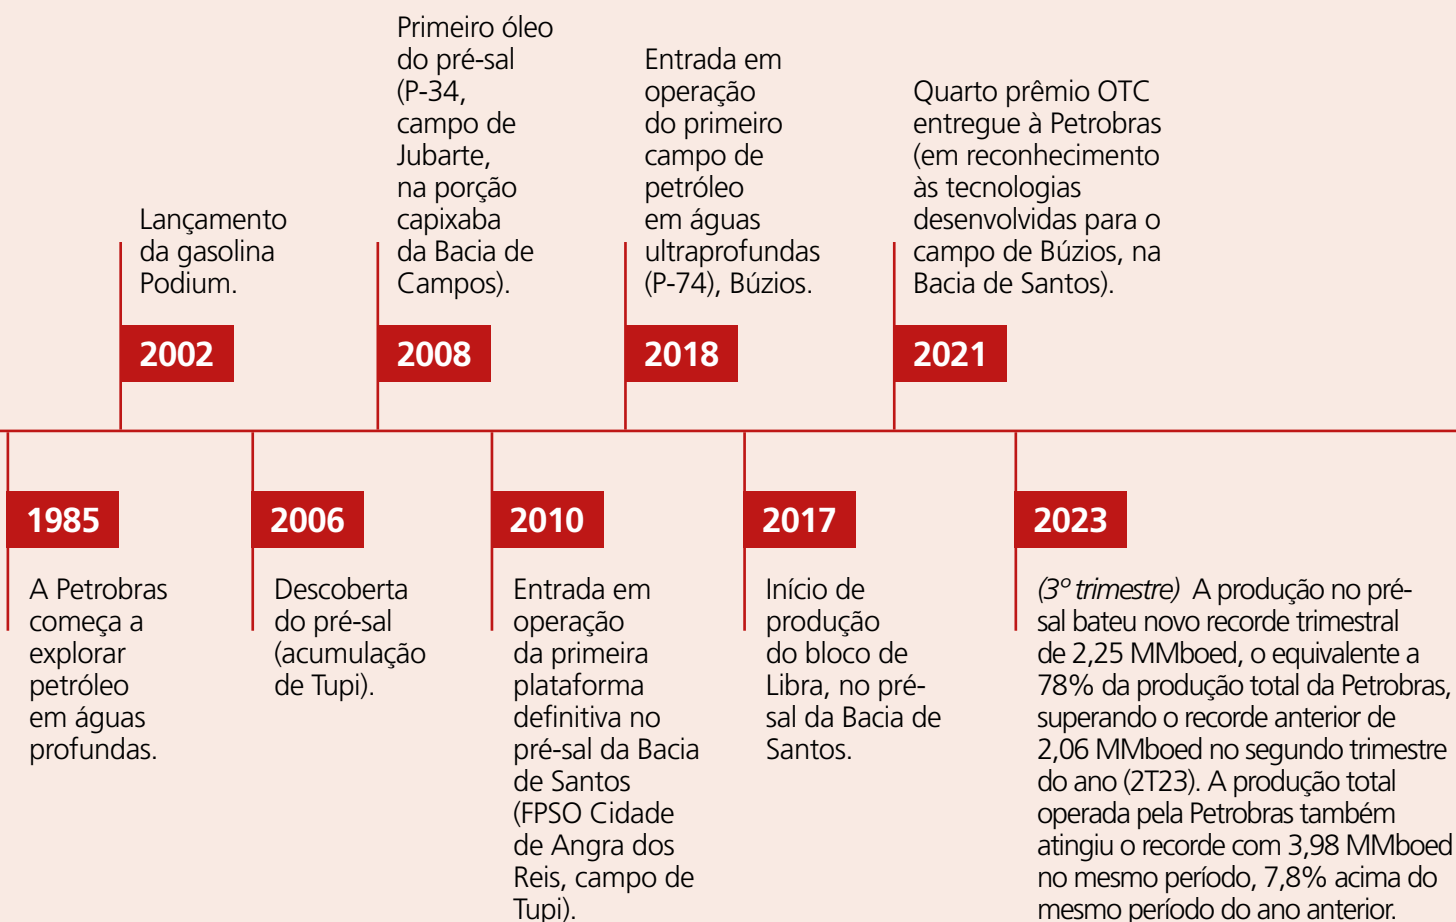 Lançamento
da gasolina
Podium.
2002
Primeiro óleo
do pré-sal
(P-34,
campo de
Jubarte,
na porção
capixaba
da Bacia de
Campos).
2008
Entrada em
operação
do primeiro
campo de
petróleo
em águas
ultraprofundas
(P-74), Búzios.
2018
Quarto prêmio OTC
entregue à Petrobras
(em reconhecimento
às tecnologias
desenvolvidas para o
campo de Búzios, na
Bacia de Santos).
2021
1985
A Petrobras
começa a
explorar
petróleo
em águas
profundas.
2006
Descoberta
do pré-sal
(acumulação
de Tupi).
2010
Entrada em
operação
da primeira
plataforma
definitiva no
pré-sal da Bacia
de Santos
(FPSO Cidade
de Angra dos
Reis, campo de
Tupi).
2017
Início de
produção
do bloco de
Libra, no pré-
sal da Bacia de
Santos.
2023
(3º trimestre) A produção no pré-
sal bateu novo recorde trimestral
de 2,25 MMboed, o equivalente a
78% da produção total da Petrobras,
superando o recorde anterior de
2,06 MMboed no segundo trimestre
do ano (2T23). A produção total
operada pela Petrobras também
atingiu o recorde com 3,98 MMboed
no mesmo período, 7,8% acima do
mesmo período do ano anterior.